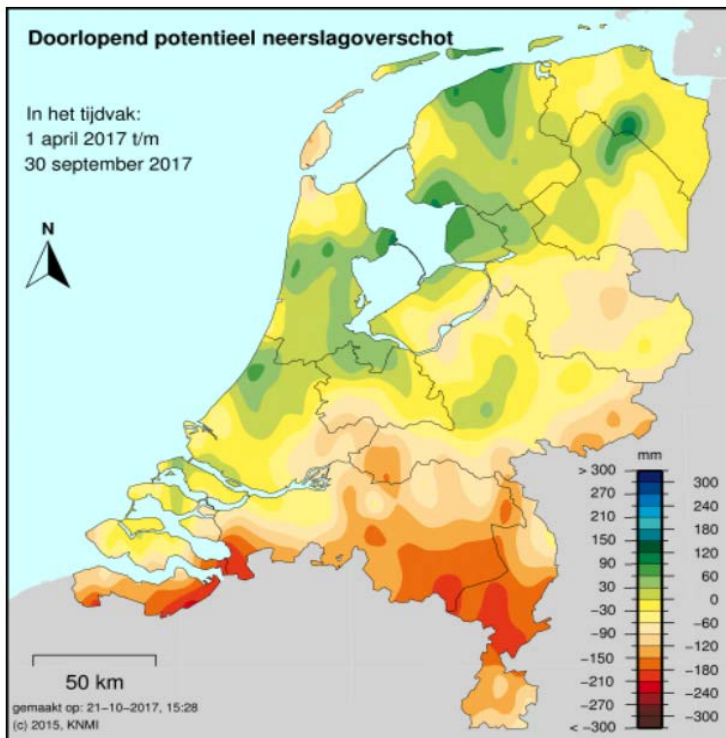 Doorlopend potentieel neerslagoverschot
In het tijdvak:
1 april 2017 t/m
30 september 2017
N
mm
> 300
300
270
240
210
180
150
120
90
60
30
0
−30
−60
−90
−120
−150
−180
−210
−240
−270
−300
< −300
50 km
gemaakt op: 21−10−2017, 15:28
(c) 2015, KNMI